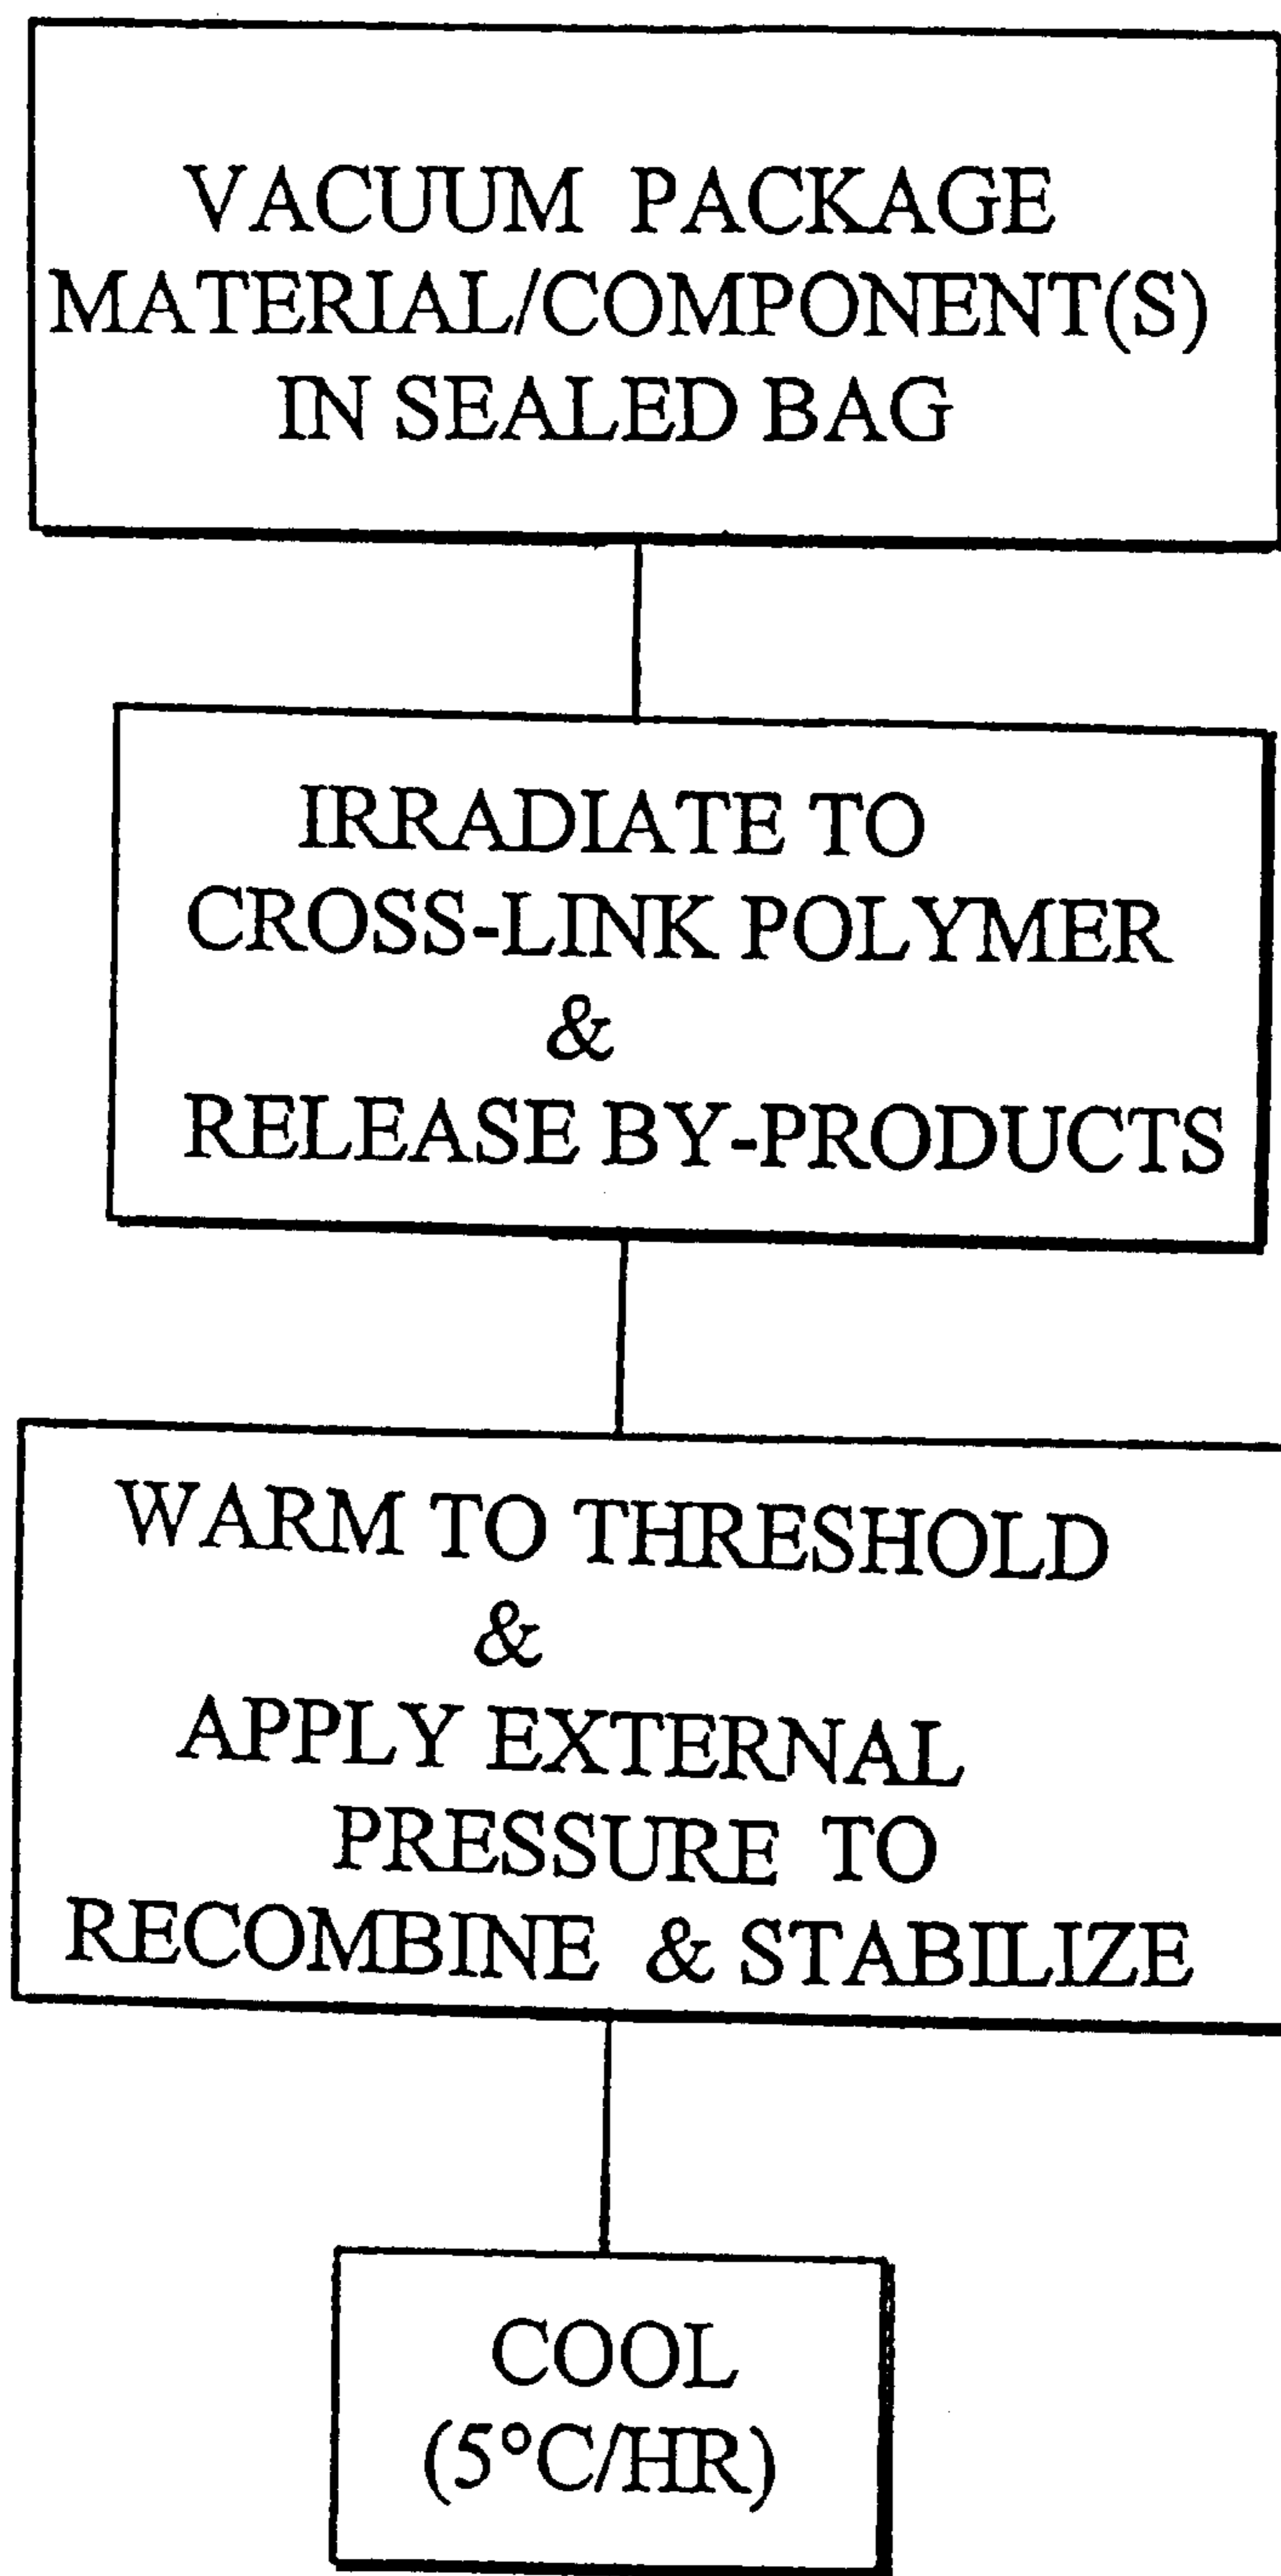 VACUUM PACKAGE
MATERIAL/COMPONENT(S)
IN SEALED BAG
IRRADIATE TO
CROSS-LINK POLYMER
&
RELEASE BY-PRODUCTS
WARM TO THRESHOLD
&
APPLY EXTERNAL
PRESSURE TO
RECOMBINE & STABILIZE
COOL
(5°C/HR)